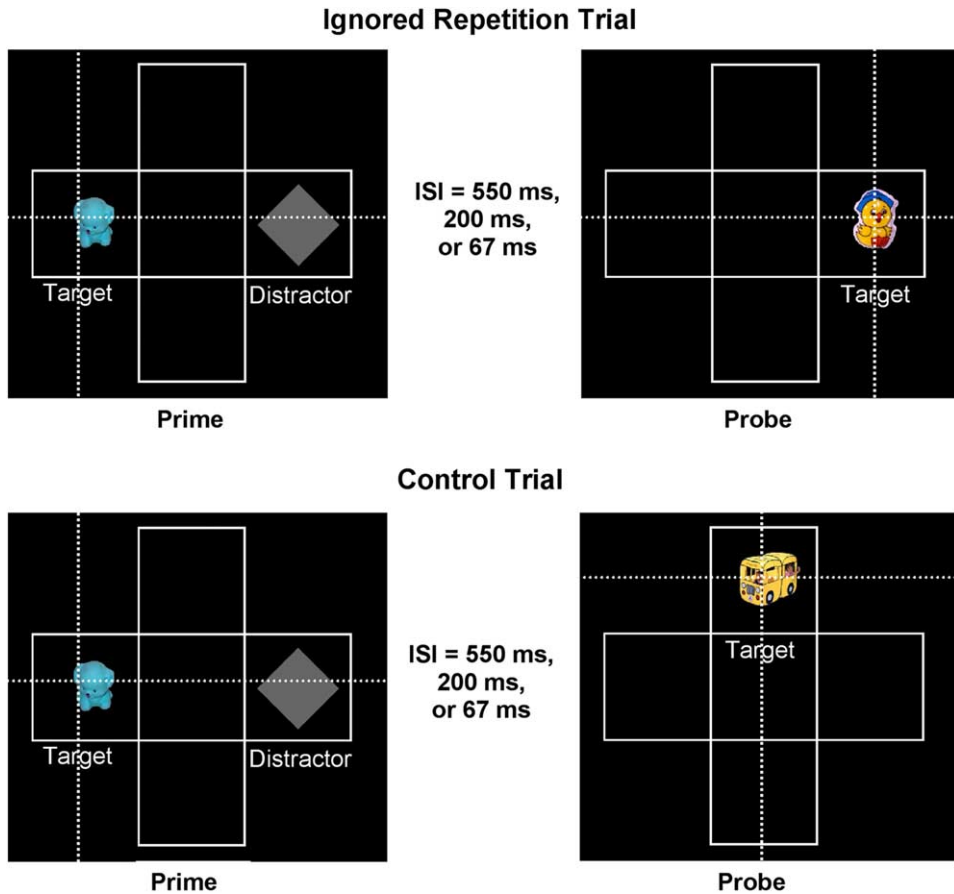 Ignored Repetition Trial
Target
Distractor
Prime
ISI = 550 ms,
200 ms,
or 67 ms
Target
Probe
Control Trial
Target
Distractor
Prime
ISI = 550 ms,
200 ms,
or 67 ms
Target
Probe